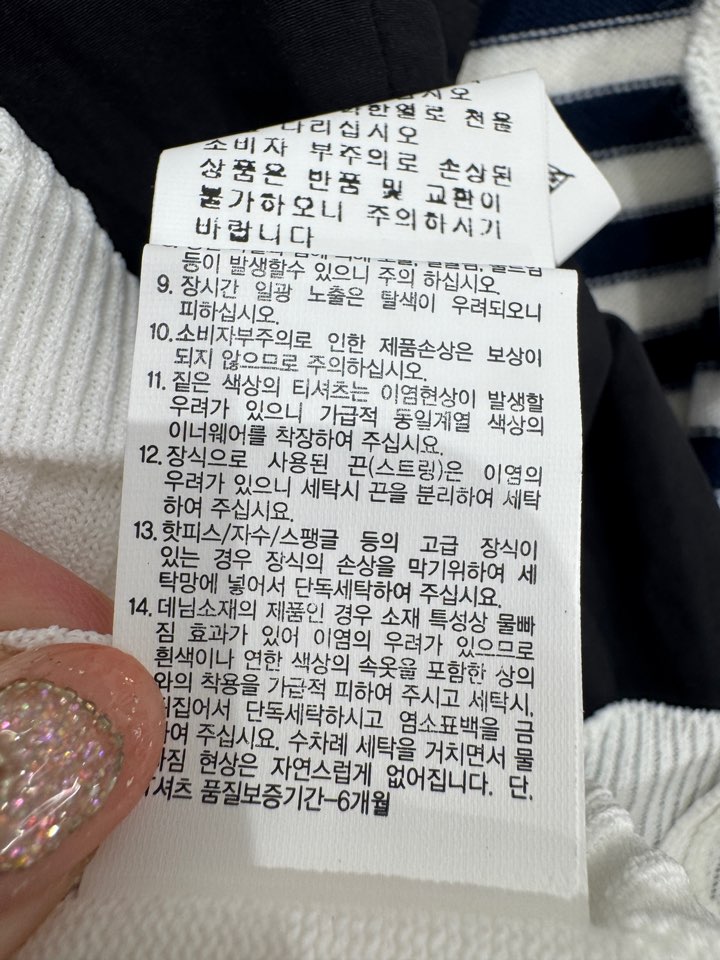 한열로 천을
다리십시오
소비자 부주의로 손상된
상품은 반품 및 교환이
불가하오니 주의하시기
바랍니다
등이 발생할수 있으니 주의 하십시오.
9. 장시간 일광 노출은 탈색이 우려되오니
피하십시오.
10. 소비자부주의로 인한 제품손상은 보상이
되지 않으므로 주의하십시오.
11. 짙은 색상의 티셔츠는 이염현상이 발생할
우려가 있으니 가급적 동일계열 색상의
이너웨어를 착장하여 주십시요.
12. 장식으로 사용된 끈(스트링)은 이염의
우려가 있으니 세탁시 끈을 분리하여 세탁
하여 주십시요.
13. 핫피스/자수/스팽글 등의 고급 장식이
있는 경우 장식의 손상을 막기위하여 세
탁망에 넣어서 단독세탁하여 주십시요.
14. 데님소재의 제품인 경우 소재 특성상 물빠
짐 효과가 있어 이염의 우려가 있으므로
흰색이나 연한 색상의 속옷을 포함한 상의
와의 착용을 가급적 피하여 주시고 세탁시,
뒤집어서 단독세탁하시고 염소표백을 금
하여 주십시요. 수차례 세탁을 거치면서 물
빠짐 현상은 자연스럽게 없어집니다. 단,
티셔츠 품질보증기간-6개월